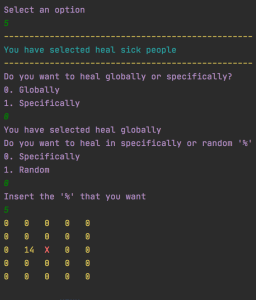 Select an option
5
--------------------------------------------------
You have selected heal sick people
--------------------------------------------------
Do you want to heal globally or specifically?
0. Globally
1. Specifically
0
You have selected heal globally
Do you want to heal in specifically or random '%'
0. Specifically
1. Random
0
Insert the '%' that you want
5
0 0 0 0 0
0 0 0 0 0
0 14 X 0 0
0 0 0 0 0
0 0 0 0 0